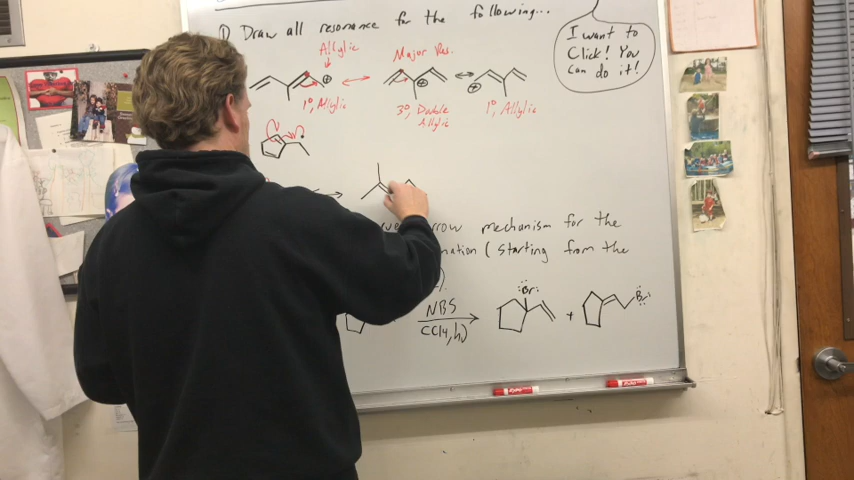 1) Draw all resonance for the following...
I want to
Click! You
Can do it!
Allylic
Major Res.
1°, Allylic
3°, Double
Allylic
1°, Allylic
arrow mechanism for the
(starting from the
NBS
CCl4, hν
:Br:
+
Br